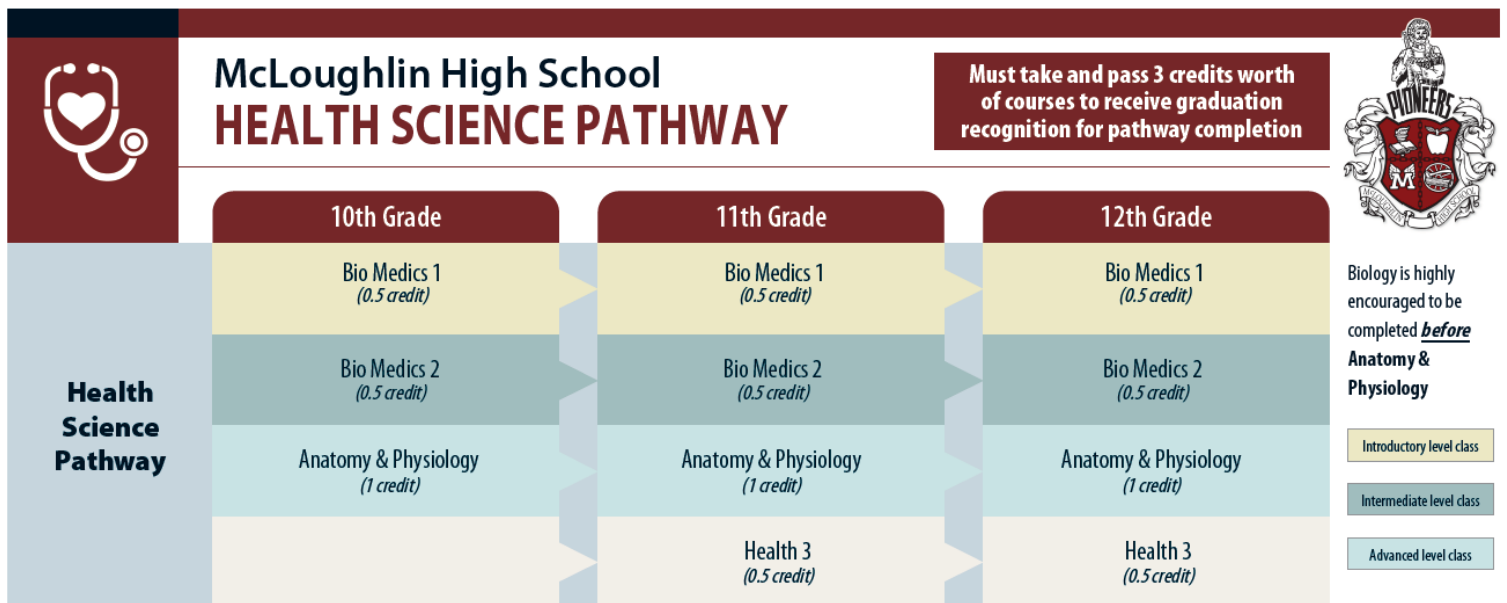 McLoughlin High School
HEALTH SCIENCE PATHWAY
Must take and pass 3 credits worth
of courses to receive graduation
recognition for pathway completion
PIONEERS
M
McLOUGHLIN
HIGH SCHOOL
10th Grade
11th Grade
12th Grade
Health
Science
Pathway
Bio Medics 1
(0.5 credit)
Bio Medics 1
(0.5 credit)
Bio Medics 1
(0.5 credit)
Bio Medics 2
(0.5 credit)
Bio Medics 2
(0.5 credit)
Bio Medics 2
(0.5 credit)
Anatomy & Physiology
(1 credit)
Anatomy & Physiology
(1 credit)
Anatomy & Physiology
(1 credit)
Health 3
(0.5 credit)
Health 3
(0.5 credit)
Biology is highly
encouraged to be
completed before
Anatomy &
Physiology
Introductory level class
Intermediate level class
Advanced level class